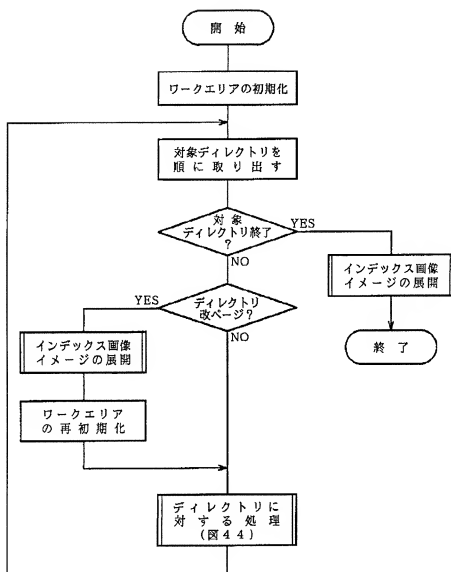 開始
ワークエリアの初期化
対象ディレクトリを
順に取り出す
対象
ディレクトリ終了
?
YES
NO
インデックス画像
イメージの展開
終了
ディレクトリ
改ページ?
YES
NO
インデックス画像
イメージの展開
ワークエリア
の再初期化
ディレクトリに
対する処理
(図44)